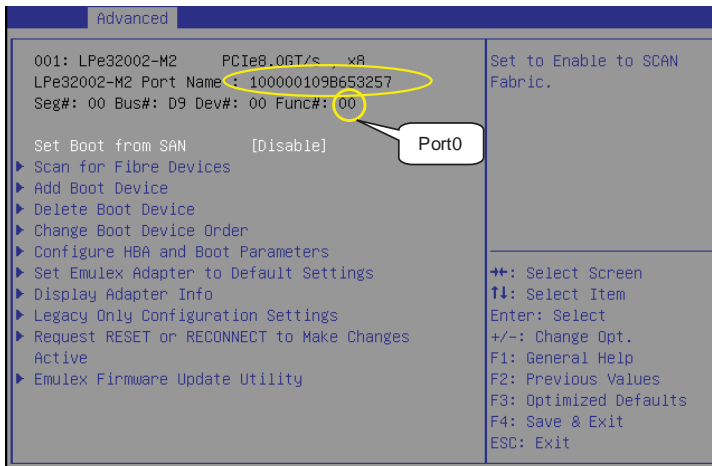 Advanced
001: LPe32002-M2 PCIe8.0GT/s , x8
LPe32002-M2 Port Name : 100000109B653257
Seg#: 00 Bus#: D9 Dev#: 00 Func#: 00
Port0
Set Boot from SAN [Disable]
Scan for Fibre Devices
Add Boot Device
Delete Boot Device
Change Boot Device Order
Configure HBA and Boot Parameters
Set Emulex Adapter to Default Settings
Display Adapter Info
Legacy Only Configuration Settings
Request RESET or RECONNECT to Make Changes
Active
Emulex Firmware Update Utility
Set to Enable to SCAN
Fabric.
→←: Select Screen
↑↓: Select Item
Enter: Select
+/-: Change Opt.
F1: General Help
F2: Previous Values
F3: Optimized Defaults
F4: Save & Exit
ESC: Exit